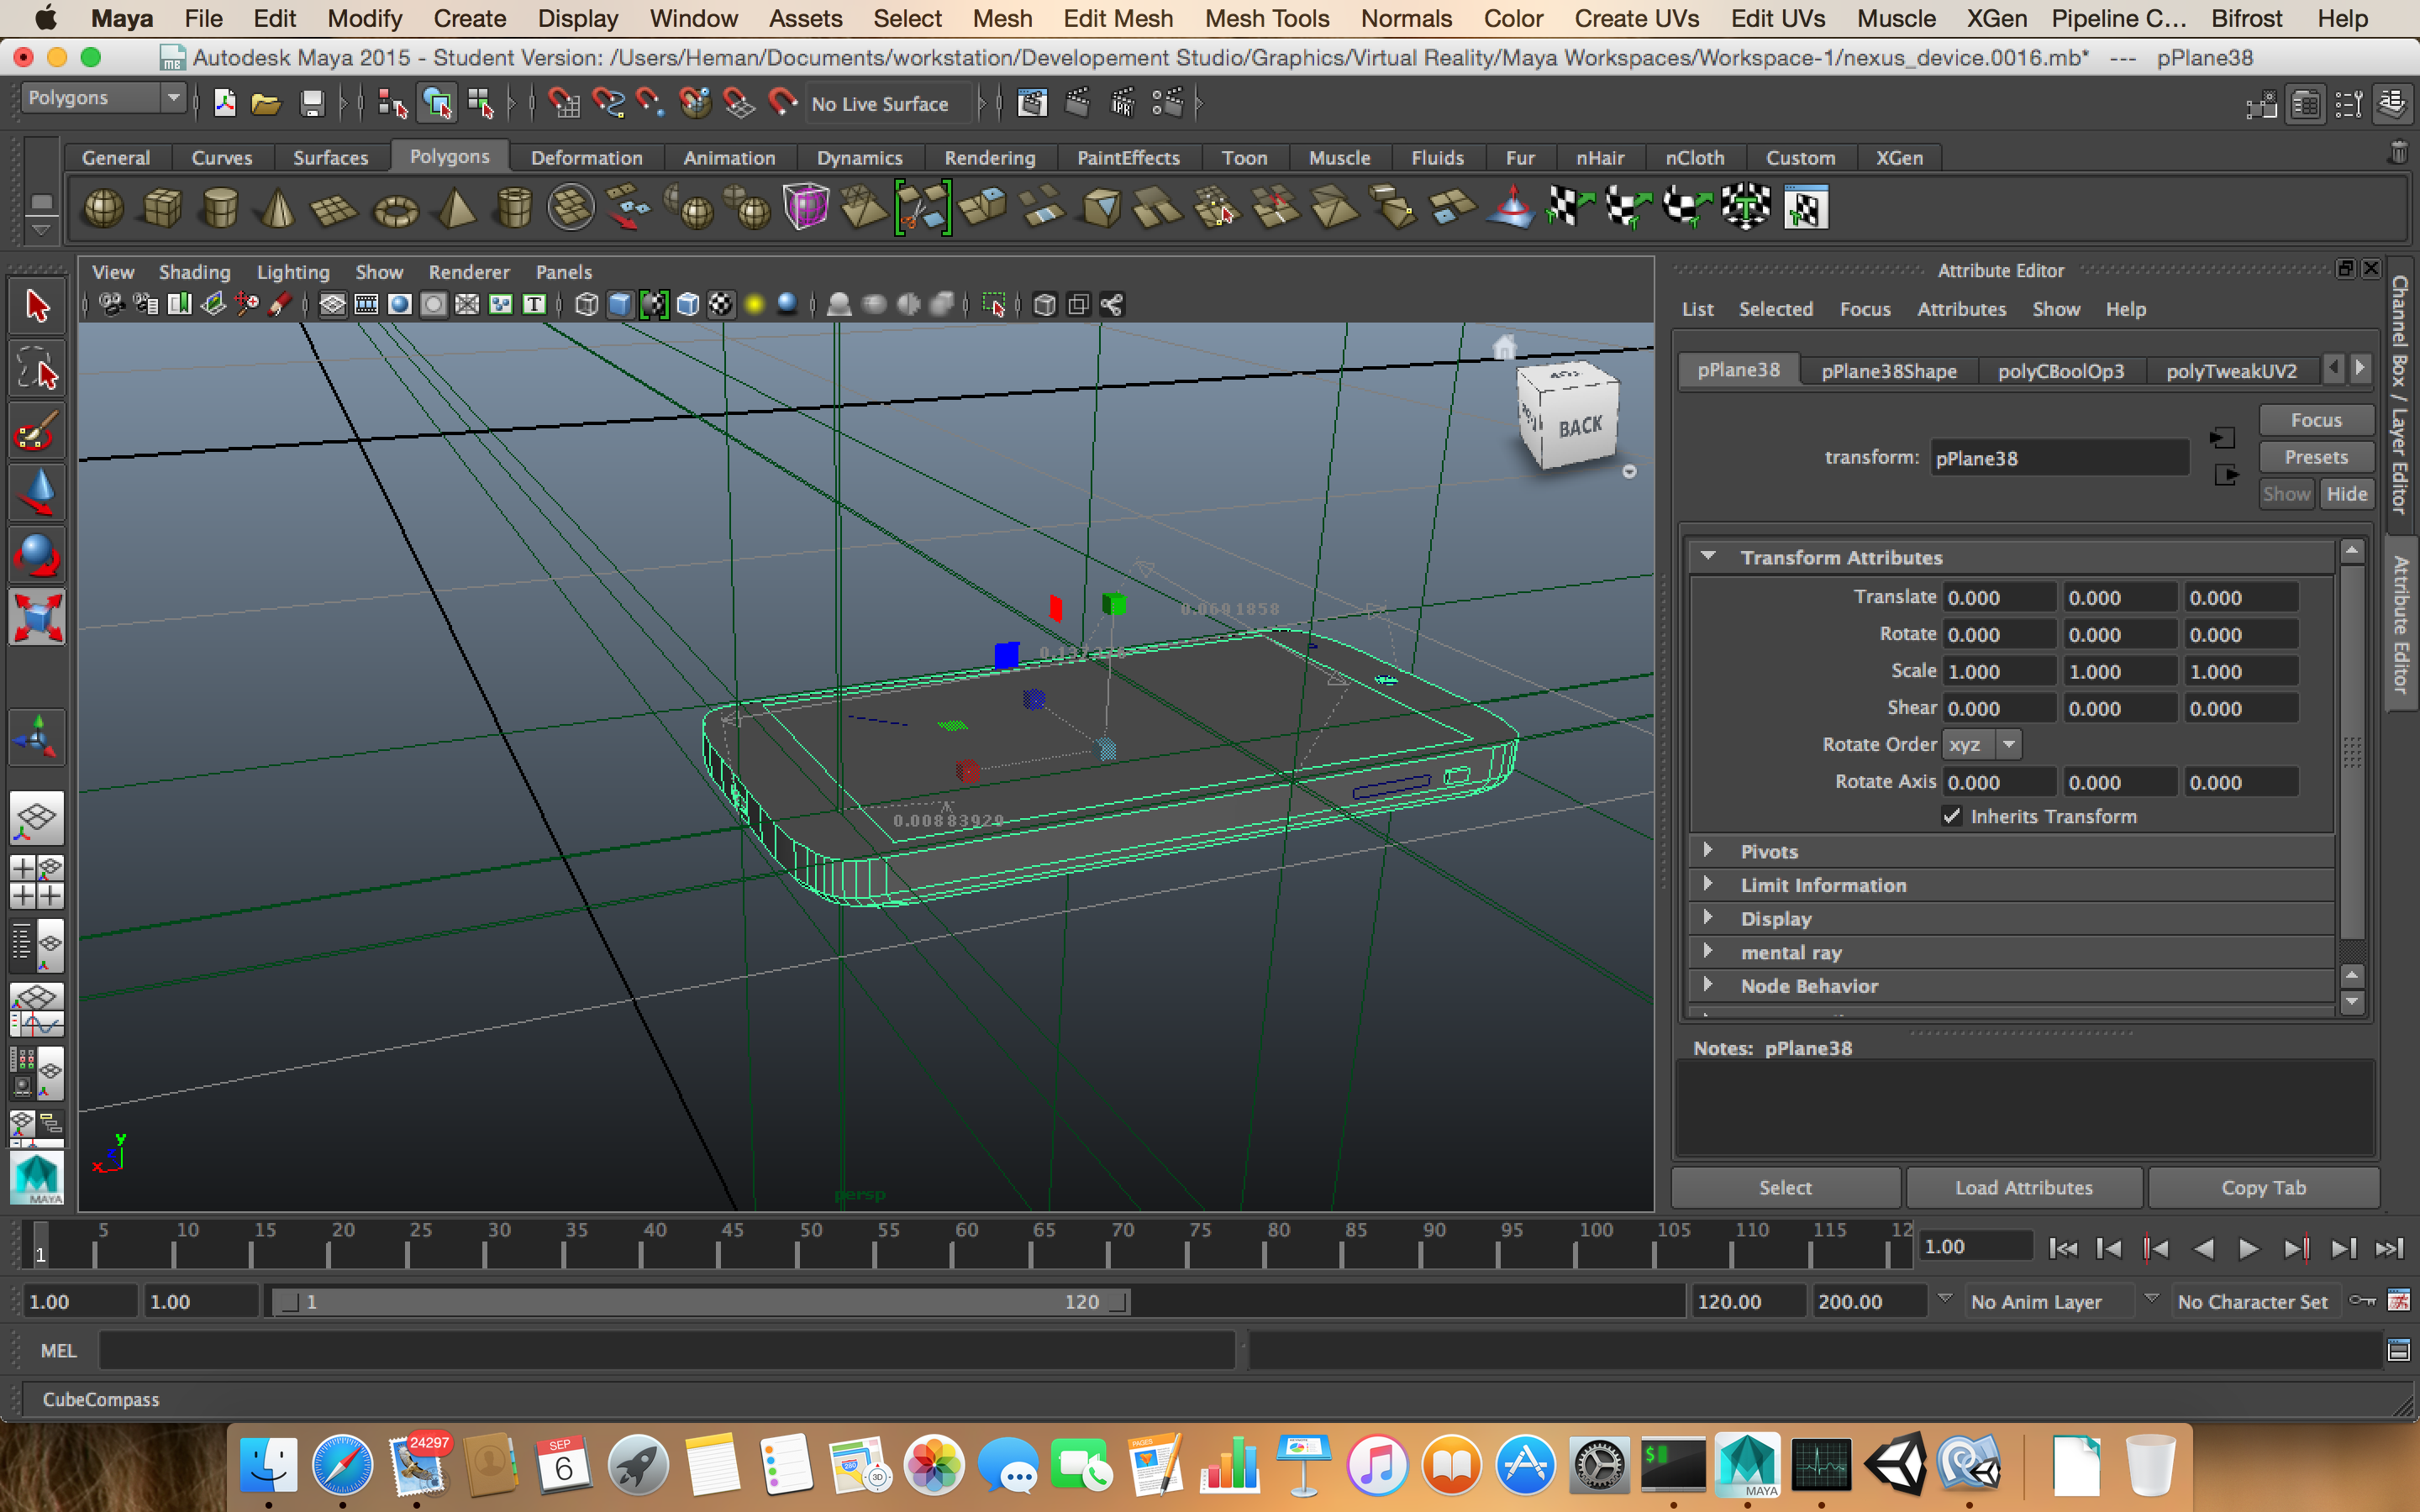 Maya File Edit Modify Create Display Window Assets Select Mesh Edit Mesh Mesh Tools Normals Color Create UVs Edit UVs Muscle XGen Pipeline C... Bifrost Help
MB Autodesk Maya 2015 - Student Version: /Users/Heman/Documents/workstation/Developement Studio/Graphics/Virtual Reality/Maya Workspaces/Workspace-1/nexus_device.0016.mb* --- pPlane38
Polygons No Live Surface
General Curves Surfaces Polygons Deformation Animation Dynamics Rendering PaintEffects Toon Muscle Fluids Fur nHair nCloth Custom XGen
View Shading Lighting Show Renderer Panels
BACK
0.0691858
0.00883929
y
z
x
persp
Attribute Editor
List Selected Focus Attributes Show Help
pPlane38 pPlane38Shape polyCBoolOp3 polyTweakUV2
Focus
transform: pPlane38
Presets
Show Hide
Transform Attributes
Translate 0.000 0.000 0.000
Rotate 0.000 0.000 0.000
Scale 1.000 1.000 1.000
Shear 0.000 0.000 0.000
Rotate Order xyz
Rotate Axis 0.000 0.000 0.000
Inherits Transform
Pivots
Limit Information
Display
mental ray
Node Behavior
Notes: pPlane38
Select Load Attributes Copy Tab
Channel Box / Layer Editor
Attribute Editor
MAYA
1 5 10 15 20 25 30 35 40 45 50 55 60 65 70 75 80 85 90 95 100 105 110 115 12 1.00
1.00 1.00 1 120 120.00 200.00 No Anim Layer No Character Set
MEL
CubeCompass
24297
SEP
6
280
3D
PAGES
MAYA